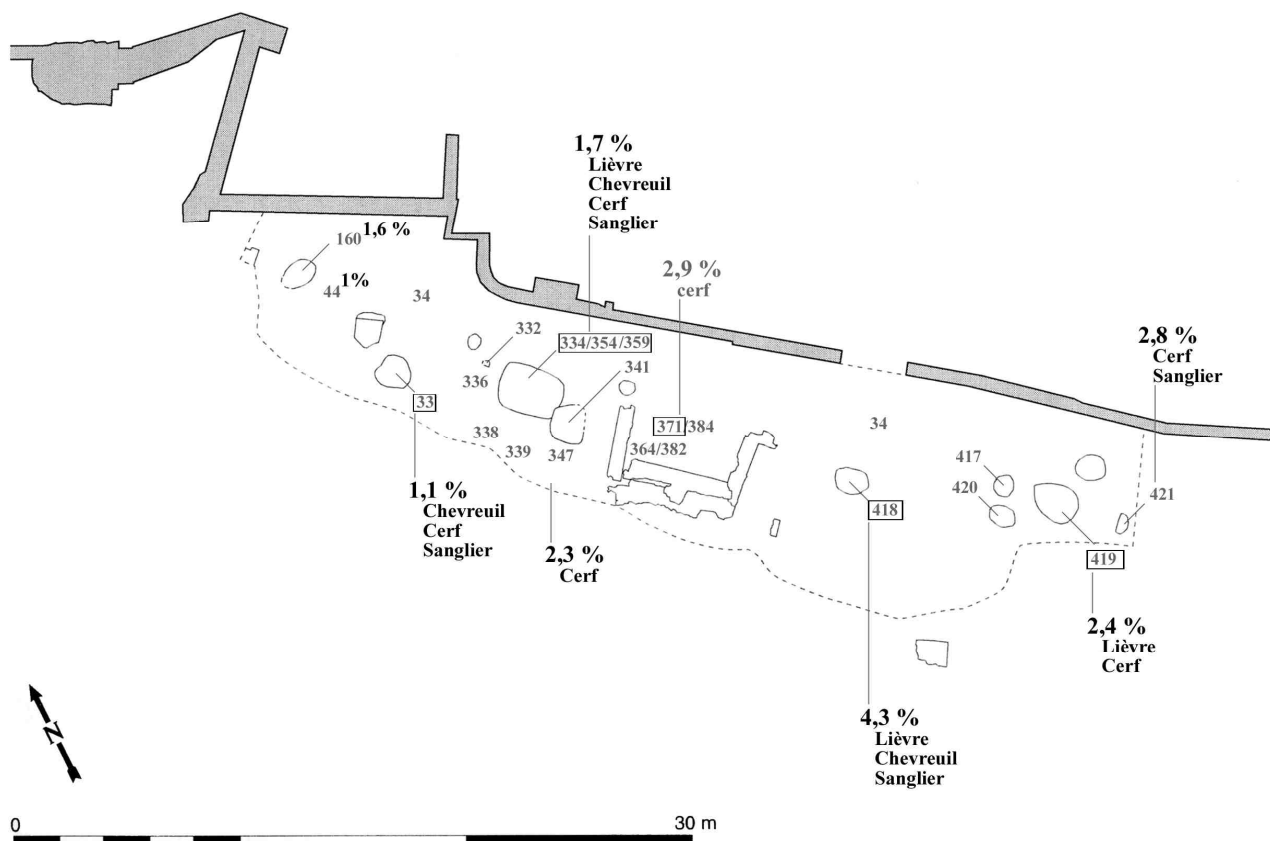 1,7 %
Lièvre
Chevreuil
Cerf
Sanglier
160 1,6 %
2,9 %
cerf
44 1%
34
332
334/354/359
2,8 %
Cerf
Sanglier
336
341
33
338
371/384
34
339
347
364/382
417
1,1 %
Chevreuil
Cerf
Sanglier
420
421
418
2,3 %
Cerf
419
2,4 %
Lièvre
Cerf
4,3 %
Lièvre
Chevreuil
Sanglier
N
0
30 m